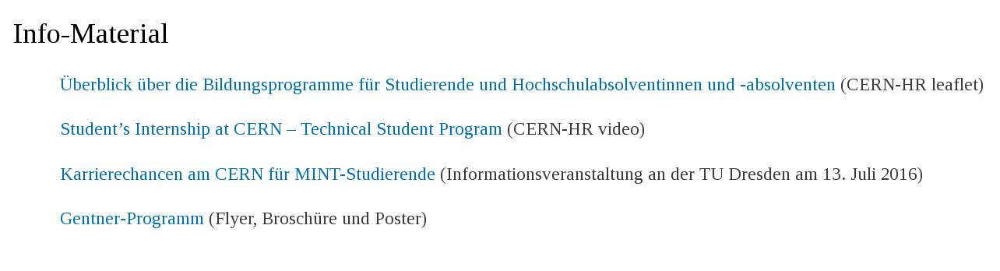 Info-Material
Überblick über die Bildungsprogramme für Studierende und Hochschulabsolventinnen und -absolventen (CERN-HR leaflet)
Student’s Internship at CERN – Technical Student Program (CERN-HR video)
Karrierechancen am CERN für MINT-Studierende (Informationsveranstaltung an der TU Dresden am 13. Juli 2016)
Gentner-Programm (Flyer, Broschüre und Poster)